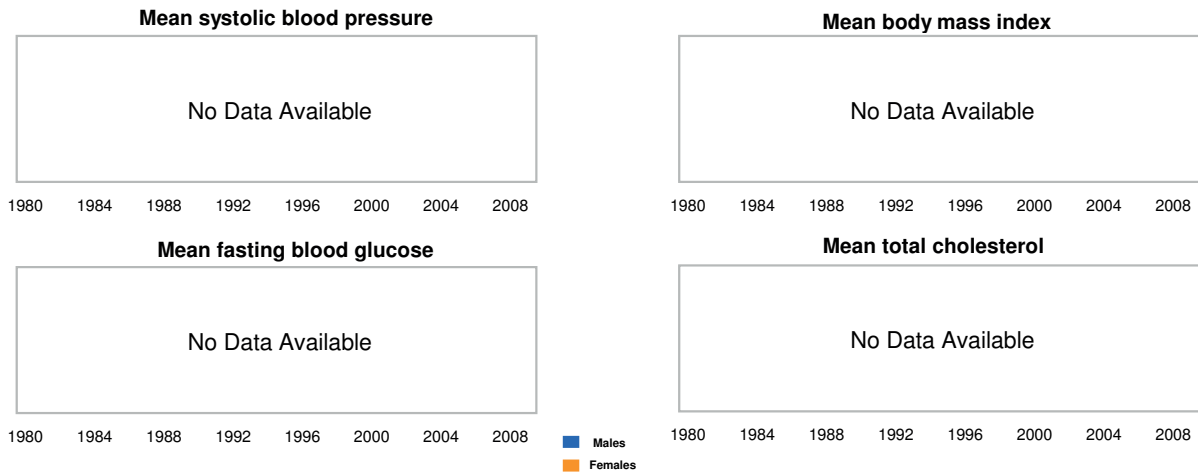 Mean systolic blood pressure
No Data Available
1980 1984 1988 1992 1996 2000 2004 2008
Mean body mass index
No Data Available
1980 1984 1988 1992 1996 2000 2004 2008
Mean fasting blood glucose
No Data Available
1980 1984 1988 1992 1996 2000 2004 2008
Mean total cholesterol
No Data Available
1980 1984 1988 1992 1996 2000 2004 2008
Males
Females